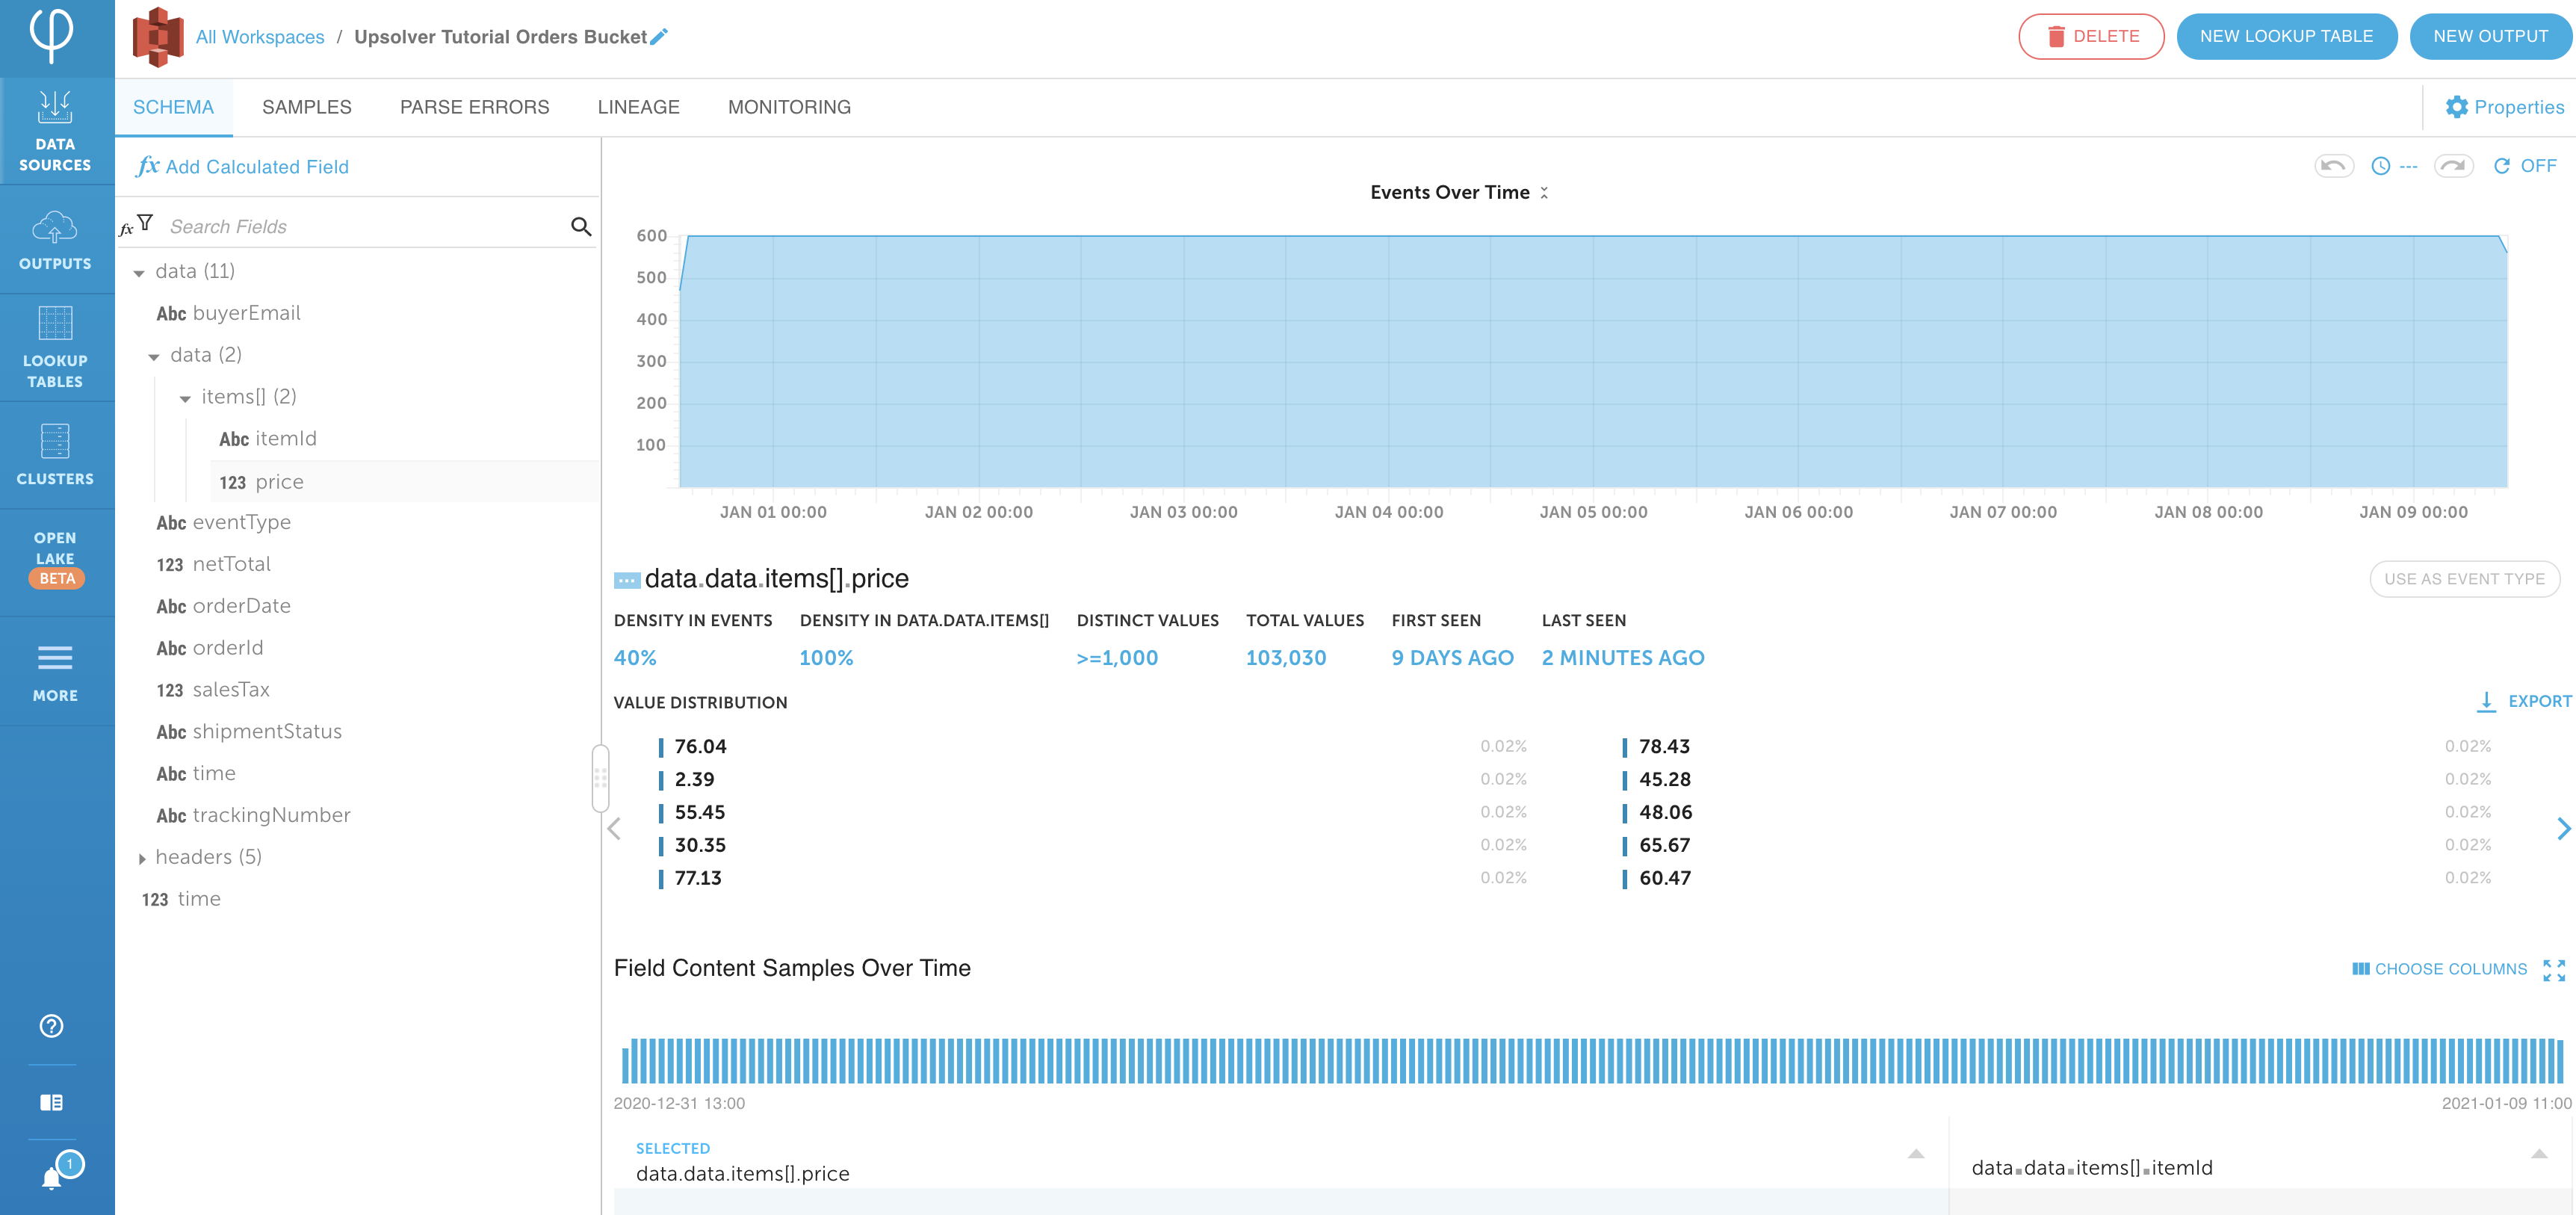 All Workspaces / Upsolver Tutorial Orders Bucket
DELETE
NEW LOOKUP TABLE
NEW OUTPUT
DATA
SOURCES
OUTPUTS
LOOKUP
TABLES
CLUSTERS
OPEN
LAKE
BETA
MORE
1
SCHEMA
SAMPLES
PARSE ERRORS
LINEAGE
MONITORING
Properties
fx Add Calculated Field
fx Search Fields
data (11)
Abc buyerEmail
data (2)
items[] (2)
Abc itemId
123 price
Abc eventType
123 netTotal
Abc orderDate
Abc orderId
123 salesTax
Abc shipmentStatus
Abc time
Abc trackingNumber
headers (5)
123 time
--- OFF
Events Over Time
600
500
400
300
200
100
JAN 01 00:00 JAN 02 00:00 JAN 03 00:00 JAN 04 00:00 JAN 05 00:00 JAN 06 00:00 JAN 07 00:00 JAN 08 00:00 JAN 09 00:00
data.data.items[].price
USE AS EVENT TYPE
DENSITY IN EVENTS DENSITY IN DATA.DATA.ITEMS[] DISTINCT VALUES TOTAL VALUES FIRST SEEN LAST SEEN
40% 100% >=1,000 103,030 9 DAYS AGO 2 MINUTES AGO
VALUE DISTRIBUTION
EXPORT
76.04 0.02% 78.43 0.02%
2.39 0.02% 45.28 0.02%
55.45 0.02% 48.06 0.02%
30.35 0.02% 65.67 0.02%
77.13 0.02% 60.47 0.02%
Field Content Samples Over Time
CHOOSE COLUMNS
2020-12-31 13:00 2021-01-09 11:00
SELECTED
data.data.items[].price
data.data.items[].itemId